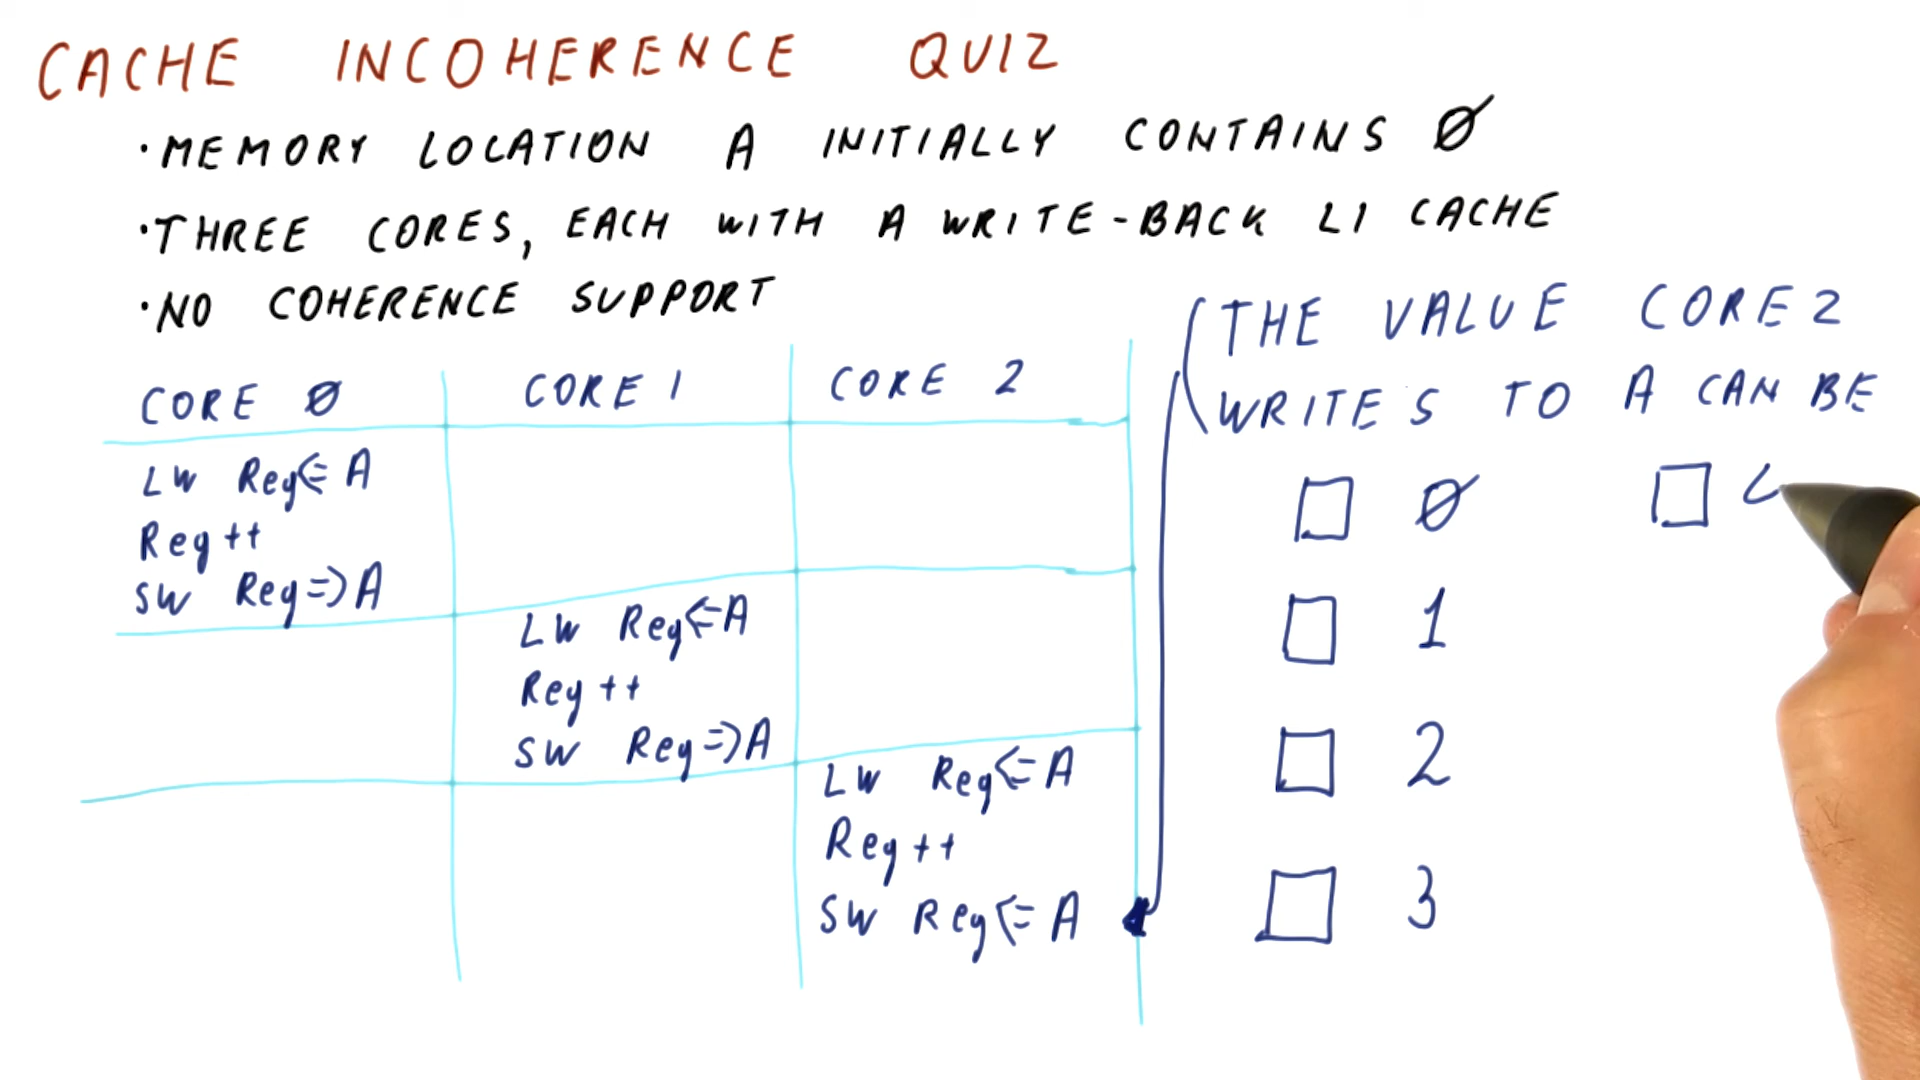 CACHE INCOHERENCE QUIZ
·MEMORY LOCATION A INITIALLY CONTAINS Ø
·THREE CORES, EACH WITH A WRITE-BACK L1 CACHE
·NO COHERENCE SUPPORT
(THE VALUE CORE 2
WRITES TO A CAN BE
CORE Ø CORE 1 CORE 2
LW Reg<=A
Reg++
SW Reg=>A
LW Reg<=A
Reg++
SW Reg=>A
LW Reg<=A
Reg++
SW Reg<=A
Ø
1
2
3